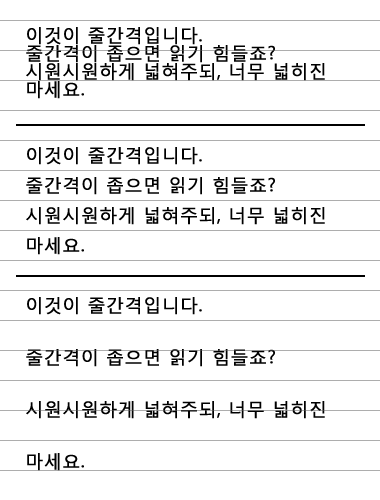 이것이 줄간격입니다.
줄간격이 좁으면 읽기 힘들죠?
시원시원하게 넓혀주되, 너무 넓히진
마세요.
이것이 줄간격입니다.
줄간격이 좁으면 읽기 힘들죠?
시원시원하게 넓혀주되, 너무 넓히진
마세요.
이것이 줄간격입니다.
줄간격이 좁으면 읽기 힘들죠?
시원시원하게 넓혀주되, 너무 넓히진
마세요.